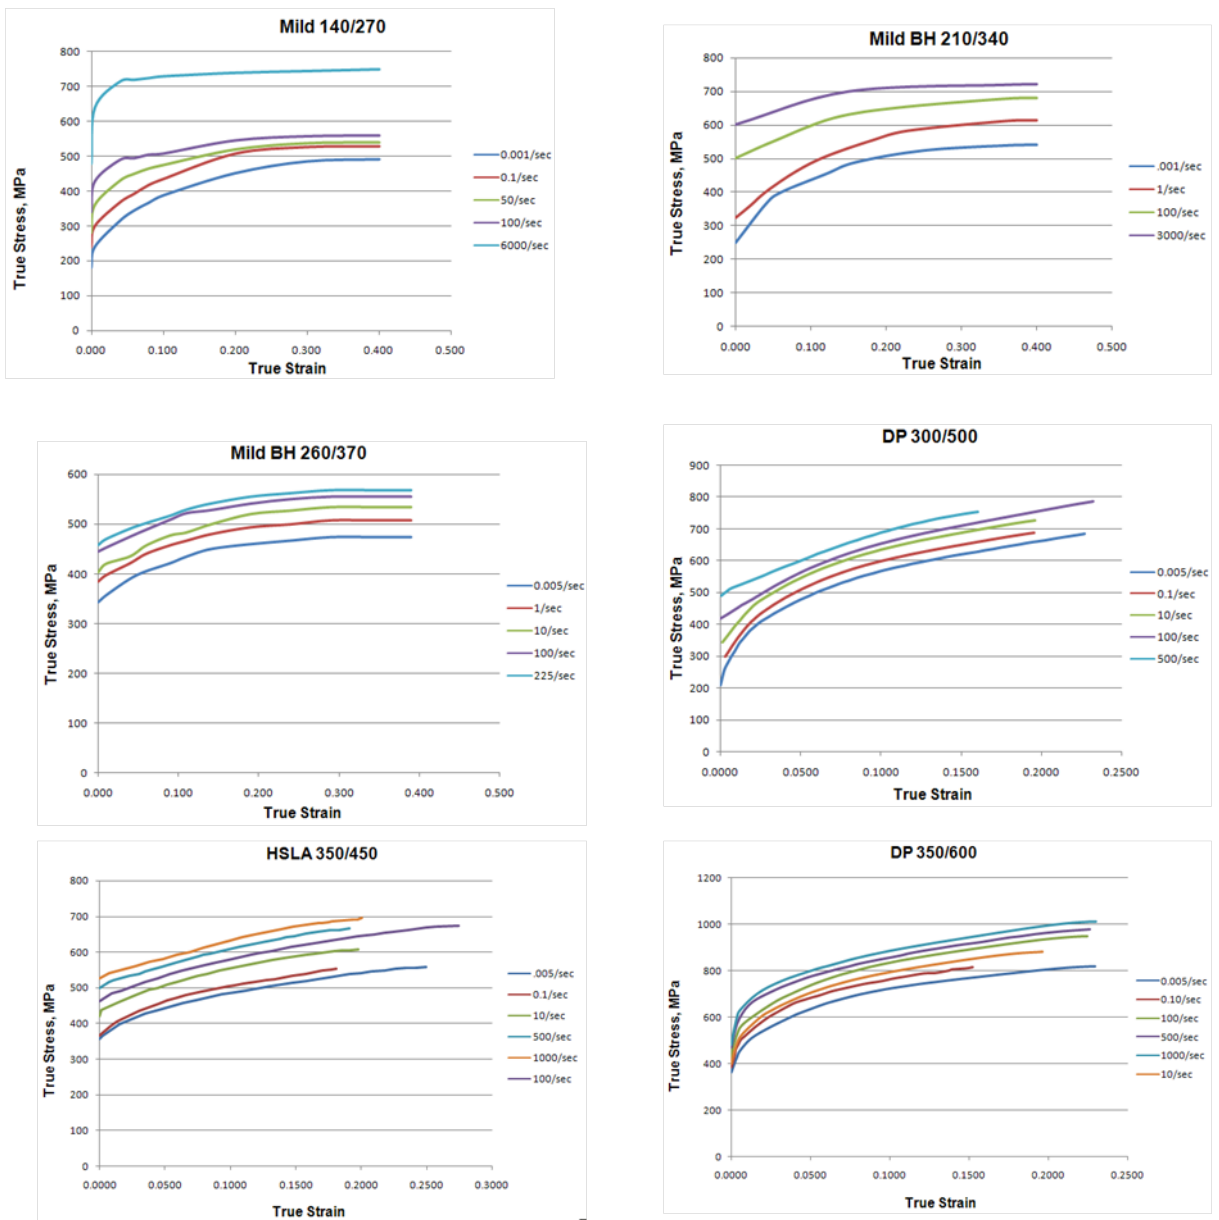 Mild 140/270
800
700
600
500
400
300
200
100
0
True Stress, MPa
0.000 0.100 0.200 0.300 0.400 0.500
True Strain
0.001/sec
0.1/sec
50/sec
100/sec
6000/sec
Mild BH 210/340
800
700
600
500
400
300
200
100
0
True Stress, MPa
0.000 0.100 0.200 0.300 0.400 0.500
True Strain
.001/sec
1/sec
100/sec
3000/sec
Mild BH 260/370
600
500
400
300
200
100
0
True Stress, MPa
0.000 0.100 0.200 0.300 0.400 0.500
True Strain
0.005/sec
1/sec
10/sec
100/sec
225/sec
DP 300/500
900
800
700
600
500
400
300
200
100
0
True Stress, MPa
0.0000 0.0500 0.1000 0.1500 0.2000 0.2500
True Strain
0.005/sec
0.1/sec
10/sec
100/sec
500/sec
HSLA 350/450
800
700
600
500
400
300
200
100
0
True Stress, MPa
0.0000 0.0500 0.1000 0.1500 0.2000 0.2500 0.3000
True Strain
.005/sec
0.1/sec
10/sec
500/sec
1000/sec
100/sec
DP 350/600
1200
1000
800
600
400
200
0
True Stress, MPa
0.0000 0.0500 0.1000 0.1500 0.2000 0.2500
True Strain
0.005/sec
0.10/sec
100/sec
500/sec
1000/sec
10/sec